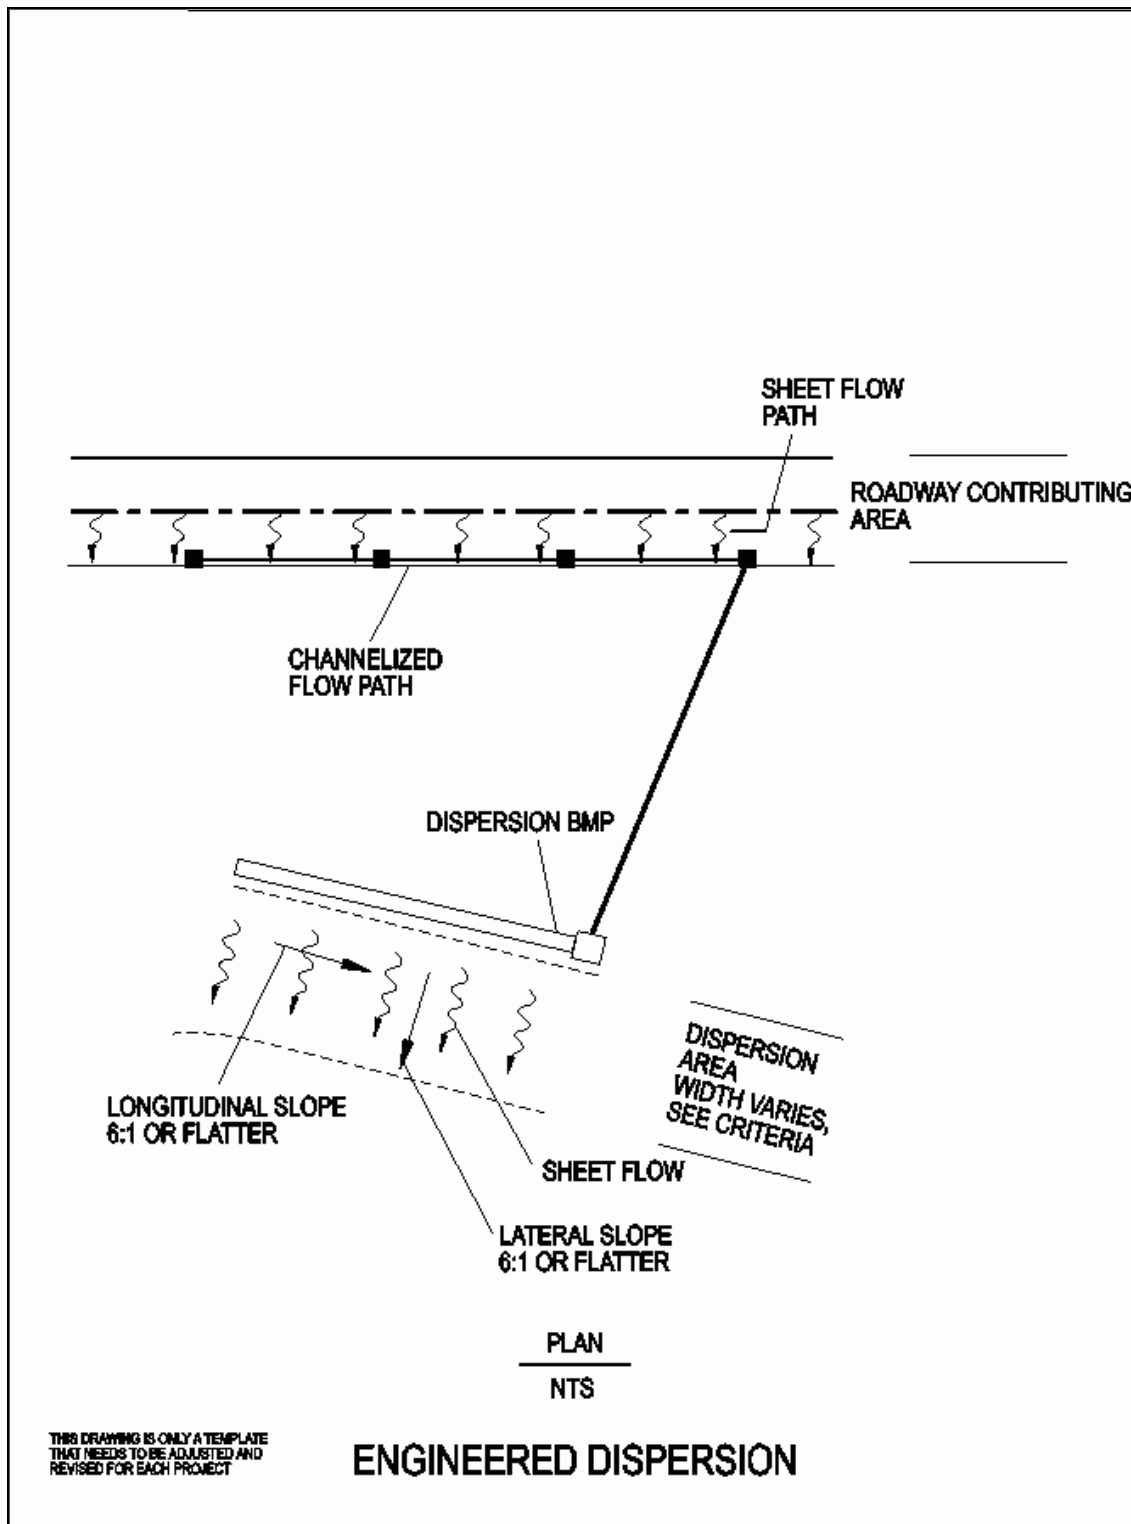 SHEET FLOW
PATH
ROADWAY CONTRIBUTING
AREA
CHANNELIZED
FLOW PATH
DISPERSION BMP
DISPERSION
AREA
WIDTH VARIES,
SEE CRITERIA
LONGITUDINAL SLOPE
6:1 OR FLATTER
SHEET FLOW
LATERAL SLOPE
6:1 OR FLATTER
PLAN
NTS
THIS DRAWING IS ONLY A TEMPLATE
THAT NEEDS TO BE ADJUSTED AND
REVISED FOR EACH PROJECT
ENGINEERED DISPERSION